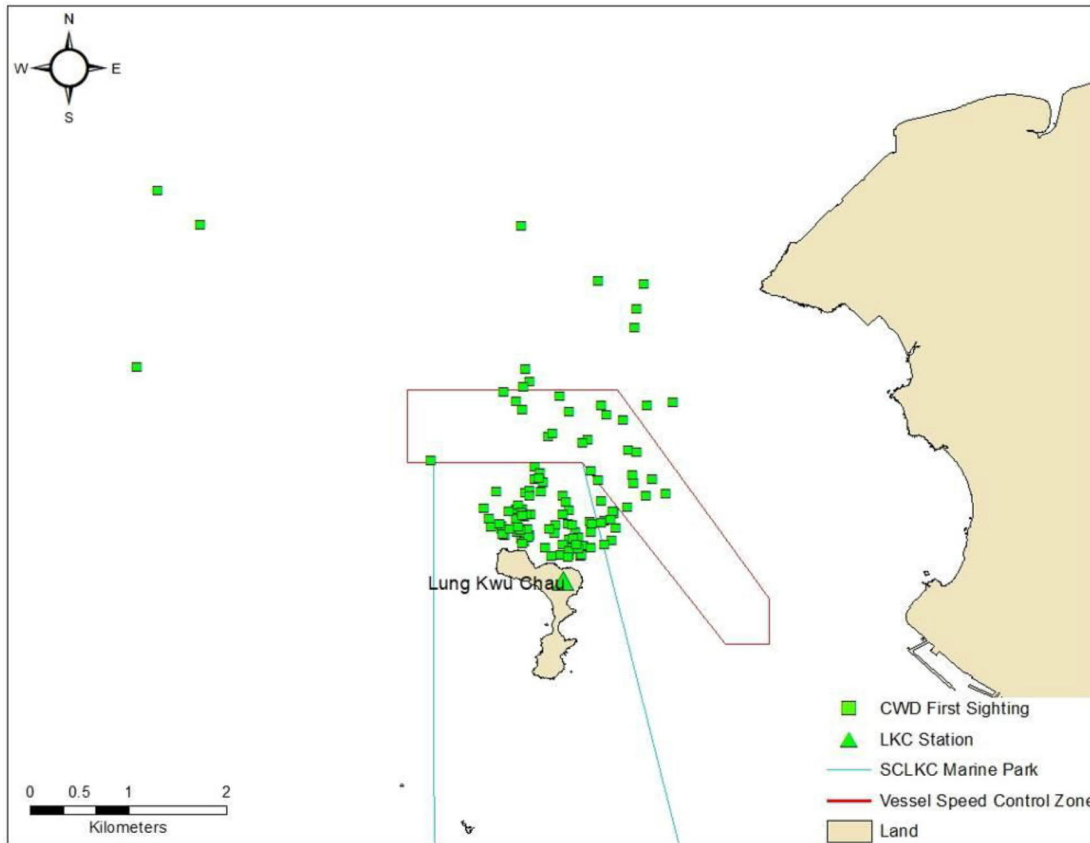 N
W E
S
Lung Kwu Chau
CWD First Sighting
LKC Station
SCLKC Marine Park
Vessel Speed Control Zone
Land
0 0.5 1 2
Kilometers